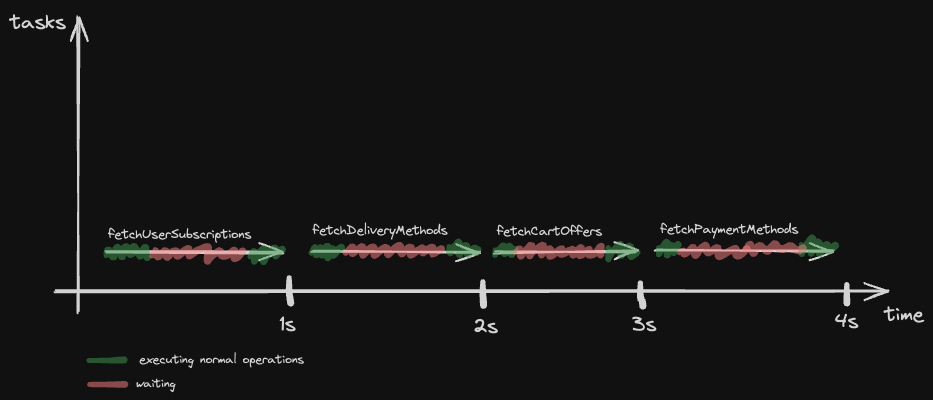 tasks
fetchUserSubscriptions
fetchDeliveryMethods
fetchCartOffers
fetchPaymentMethods
1s
2s
3s
4s
time
executing normal operations
waiting